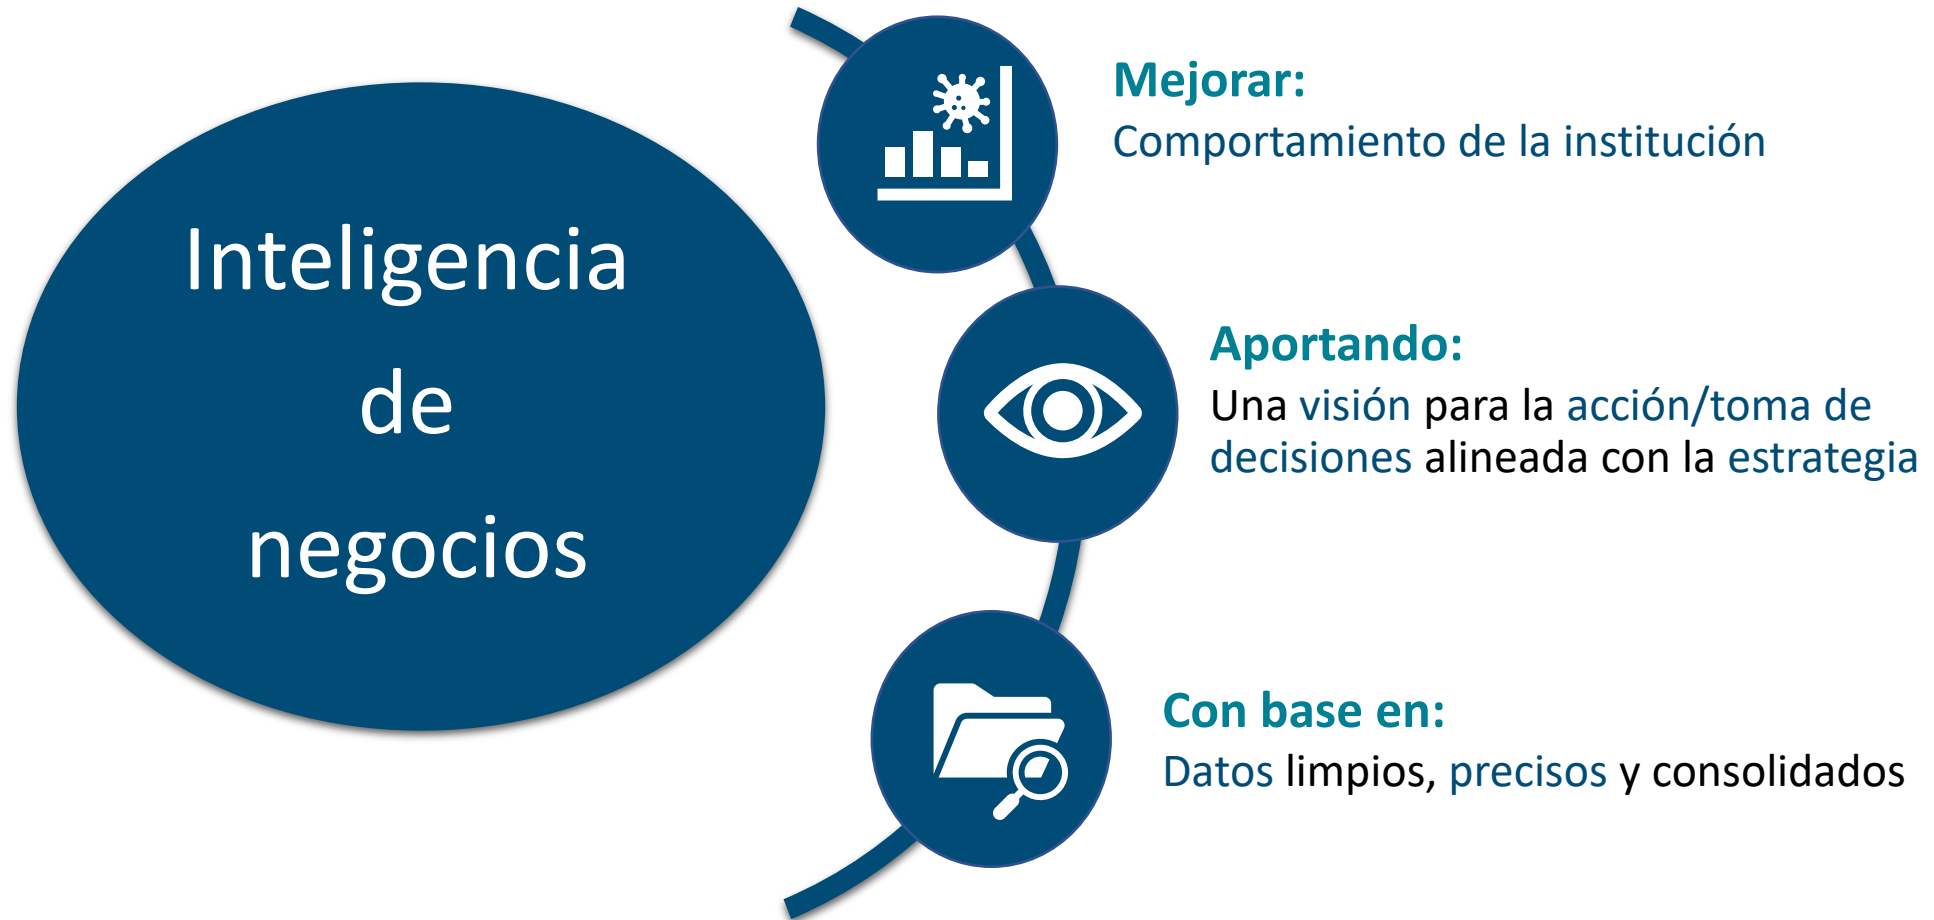 Inteligencia
de
negocios
Mejorar:
Comportamiento de la institución
Aportando:
Una visión para la acción/toma de
decisiones alineada con la estrategia
Con base en:
Datos limpios, precisos y consolidados